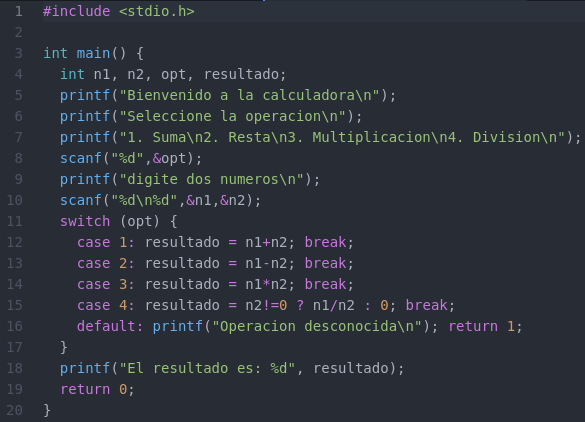 1 #include <stdio.h>
2
3 int main() {
4   int n1, n2, opt, resultado;
5   printf("Bienvenido a la calculadora\n");
6   printf("Seleccione la operacion\n");
7   printf("1. Suma\n2. Resta\n3. Multiplicacion\n4. Division\n");
8   scanf("%d",&opt);
9   printf("digite dos numeros\n");
10   scanf("%d\n%d",&n1,&n2);
11   switch (opt) {
12     case 1: resultado = n1+n2; break;
13     case 2: resultado = n1-n2; break;
14     case 3: resultado = n1*n2; break;
15     case 4: resultado = n2!=0 ? n1/n2 : 0; break;
16     default: printf("Operacion desconocida\n"); return 1;
17   }
18   printf("El resultado es: %d", resultado);
19   return 0;
20 }